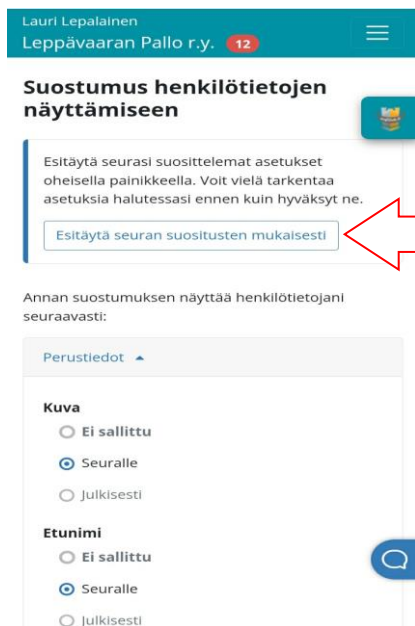 Lauri Lepalainen
Leppävaaran Pallo r.y. 12
Suostumus henkilötietojen
näyttämiseen
Esitäytä seurasi suosittelemat asetukset
oheisella painikkeella. Voit vielä tarkentaa
asetuksia halutessasi ennen kuin hyväksyt ne.
Esitäytä seuran suositusten mukaisesti
Annan suostumuksen näyttää henkilötietojani
seuraavasti:
Perustiedot
Kuva
Ei sallittu
Seuralle
Julkisesti
Etunimi
Ei sallittu
Seuralle
Julkisesti